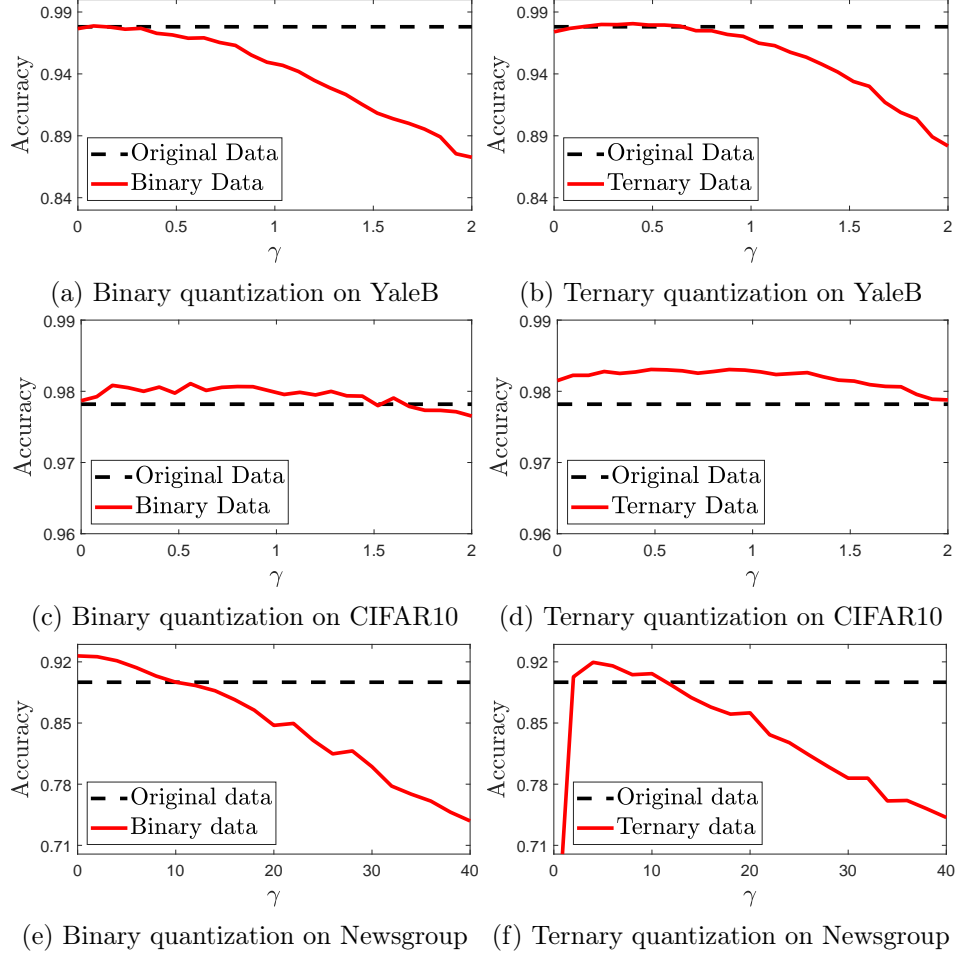 0.99
0.94
0.89
0.84
Accuracy
Original Data
Binary Data
0
0.5
1
1.5
2
γ
(a) Binary quantization on YaleB
0.99
0.94
0.89
0.84
Accuracy
Original Data
Ternary Data
0
0.5
1
1.5
2
γ
(b) Ternary quantization on YaleB
0.99
0.98
0.97
0.96
Accuracy
Original Data
Binary Data
0
0.5
1
1.5
2
γ
(c) Binary quantization on CIFAR10
0.99
0.98
0.97
0.96
Accuracy
Original Data
Ternary Data
0
0.5
1
1.5
2
γ
(d) Ternary quantization on CIFAR10
0.92
0.85
0.78
0.71
Accuracy
Original data
Binary data
0
10
20
30
40
γ
(e) Binary quantization on Newsgroup
0.92
0.85
0.78
0.71
Accuracy
Original data
Ternary data
0
10
20
30
40
γ
(f) Ternary quantization on Newsgroup